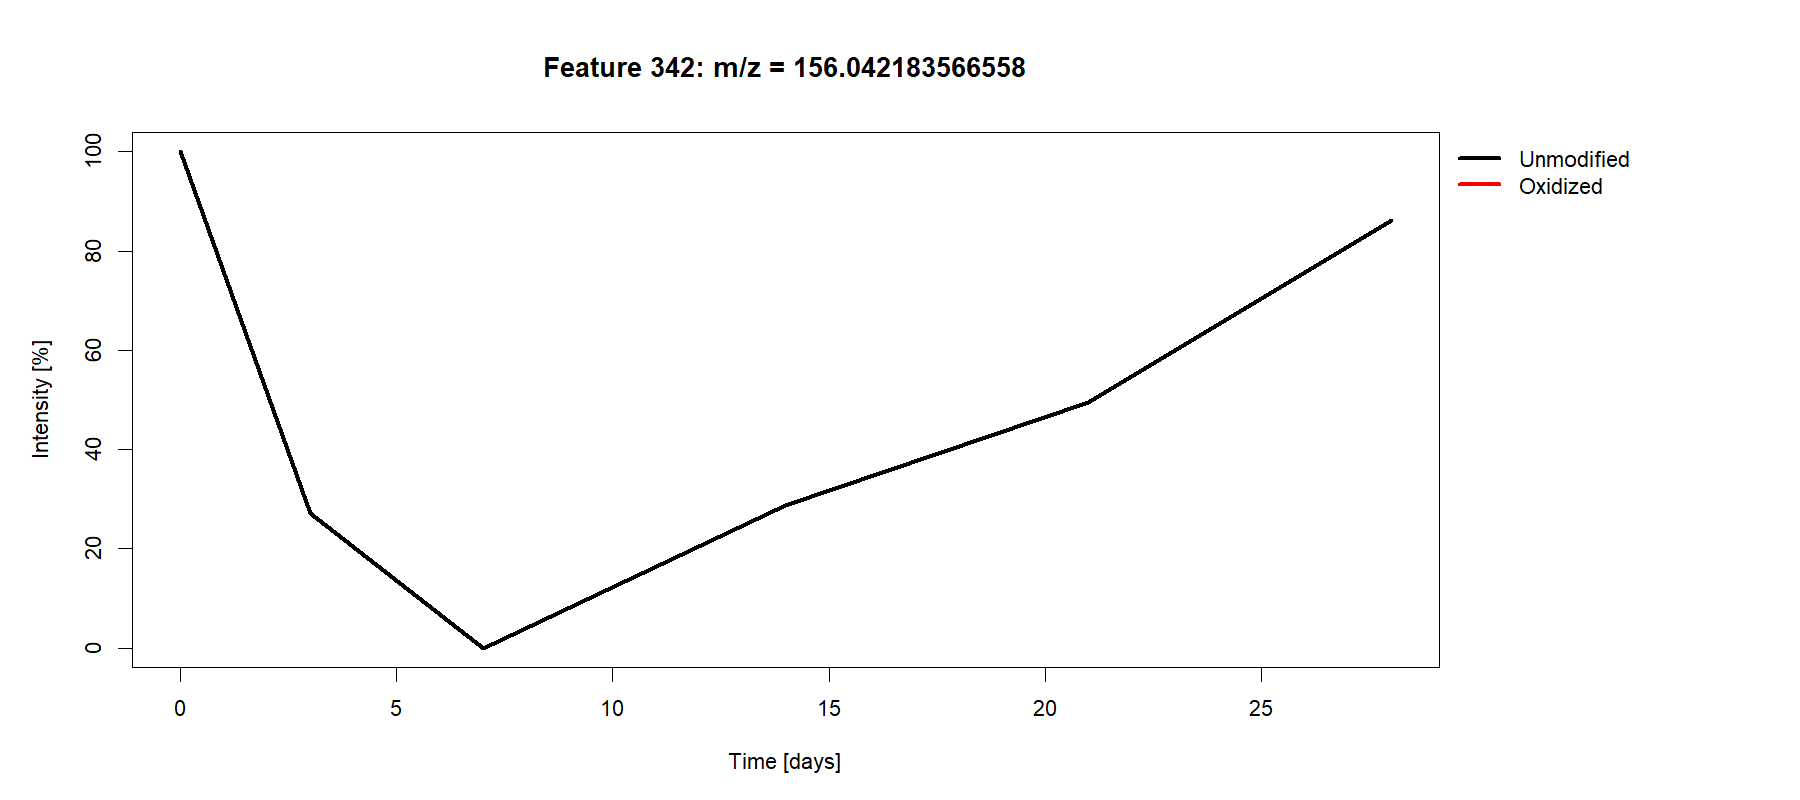 Feature 342: m/z = 156.042183566558
Unmodified
Oxidized
Intensity [%]
100
80
60
40
20
0
0 5 10 15 20 25
Time [days]